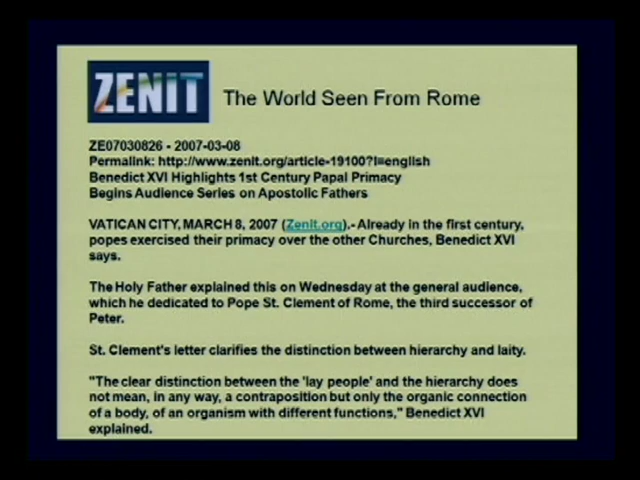 ZENIT The World Seen From Rome
ZE07030826 - 2007-03-08
Permalink: http://www.zenit.org/article-19100?l=english
Benedict XVI Highlights 1st Century Papal Primacy
Begins Audience Series on Apostolic Fathers
VATICAN CITY, MARCH 8, 2007 (Zenit.org).- Already in the first century,
popes exercised their primacy over the other Churches, Benedict XVI
says.
The Holy Father explained this on Wednesday at the general audience,
which he dedicated to Pope St. Clement of Rome, the third successor of
Peter.
St. Clement's letter clarifies the distinction between hierarchy and laity.
"The clear distinction between the 'lay people' and the hierarchy does
not mean, in any way, a contraposition but only the organic connection
of a body, of an organism with different functions," Benedict XVI
explained.